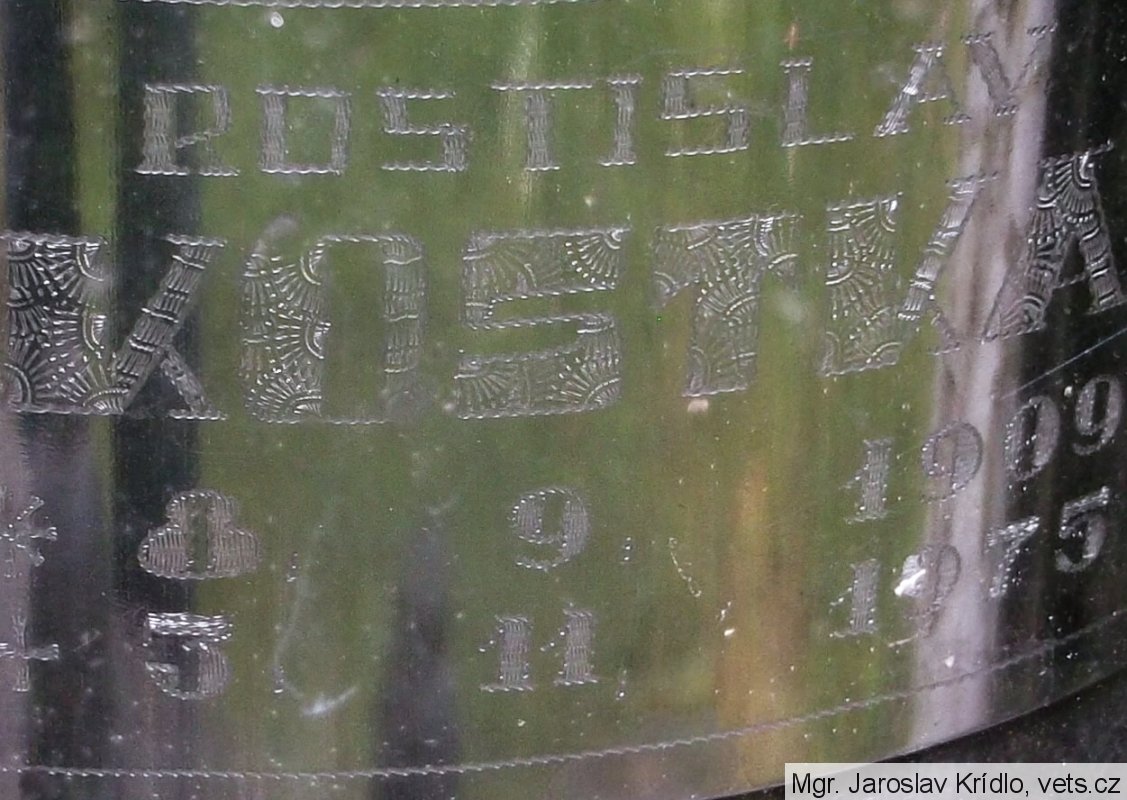 ROSTISLAV
KOSTKA
* 8. 9. 1909
† 5. 11. 1975
Mgr. Jaroslav Krídlo, vets.cz